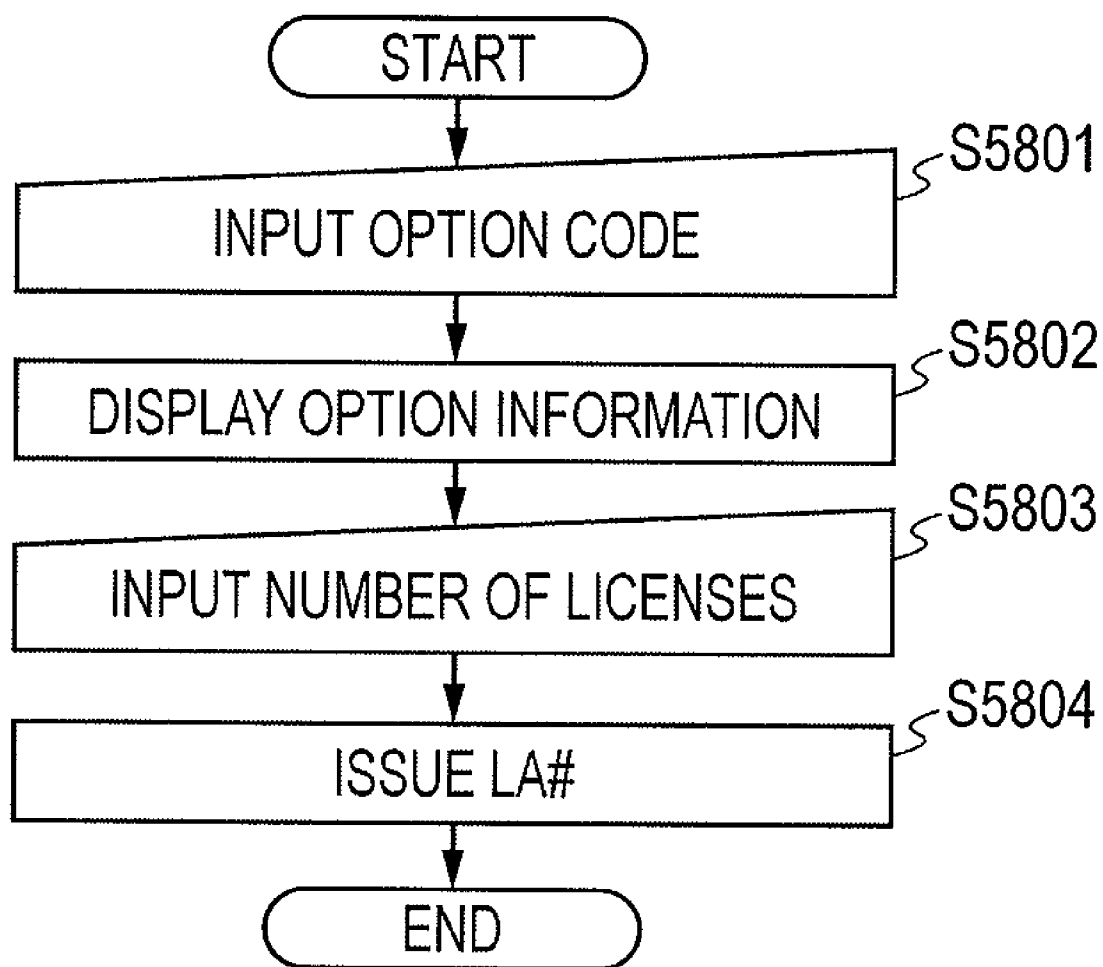 START
S5801
INPUT OPTION CODE
S5802
DISPLAY OPTION INFORMATION
S5803
INPUT NUMBER OF LICENSES
S5804
ISSUE LA#
END